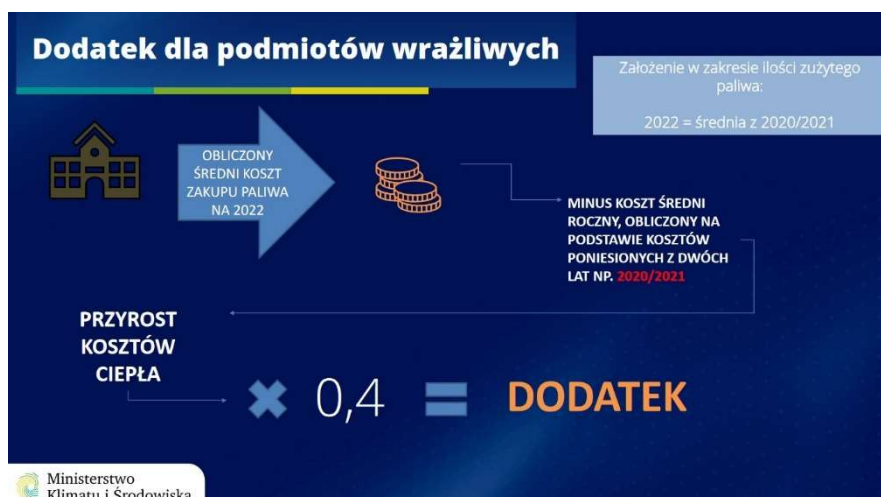 Dodatek dla podmiotów wrażliwych
Założenie w zakresie ilości zużytego
paliwa:
2022 = średnia z 2020/2021
OBLICZONY
ŚREDNI KOSZT
ZAKUPU PALIWA
NA 2022
MINUS KOSZT ŚREDNI
ROCZNY, OBLICZONY NA
PODSTAWIE KOSZTÓW
PONIESIONYCH Z DWÓCH
LAT NP. 2020/2021
PRZYROST
KOSZTÓW
CIEPŁA
× 0,4 = DODATEK
Ministerstwo
Klimatu i Środowiska